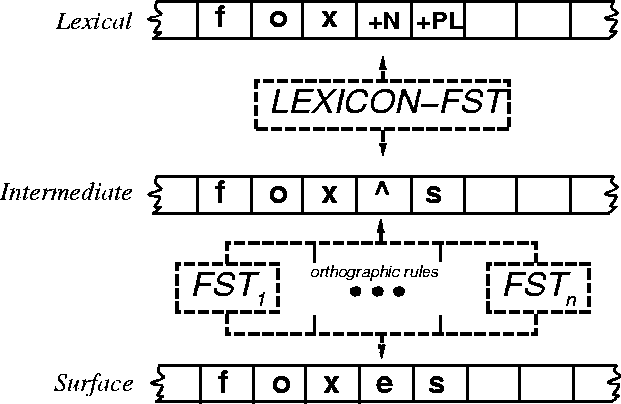 Lexical f o x +N +PL
LEXICON-FST
Intermediate f o x ^ s
orthographic rules
FST1 ••• FSTn
Surface f o x e s